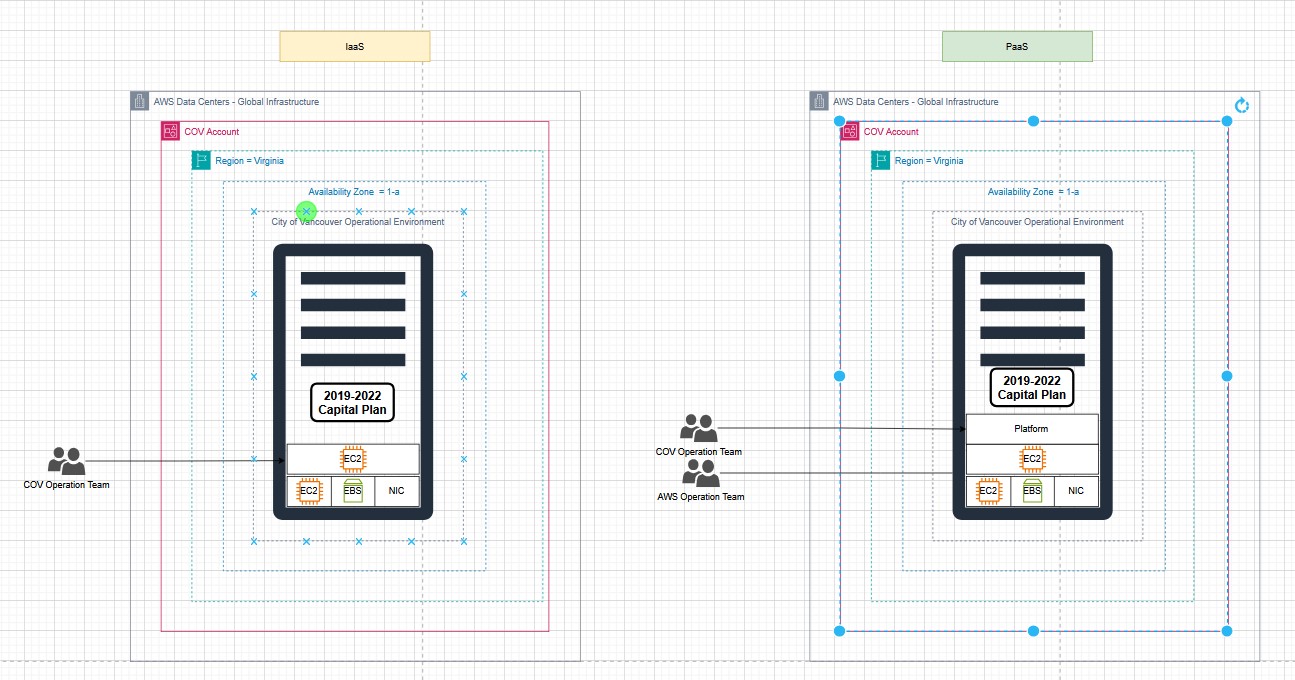 IaaS
AWS Data Centers - Global Infrastructure
COV Account
Region = Virginia
Availability Zone = 1-a
City of Vancouver Operational Environment
2019-2022
Capital Plan
EC2
EC2
EBS
NIC
COV Operation Team
PaaS
AWS Data Centers - Global Infrastructure
COV Account
Region = Virginia
Availability Zone = 1-a
City of Vancouver Operational Environment
2019-2022
Capital Plan
Platform
EC2
EC2
EBS
NIC
COV Operation Team
AWS Operation Team